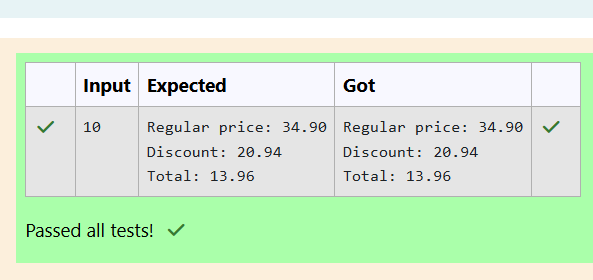 Input Expected Got
10 Regular price: 34.90 Regular price: 34.90
Discount: 20.94 Discount: 20.94
Total: 13.96 Total: 13.96
Passed all tests!